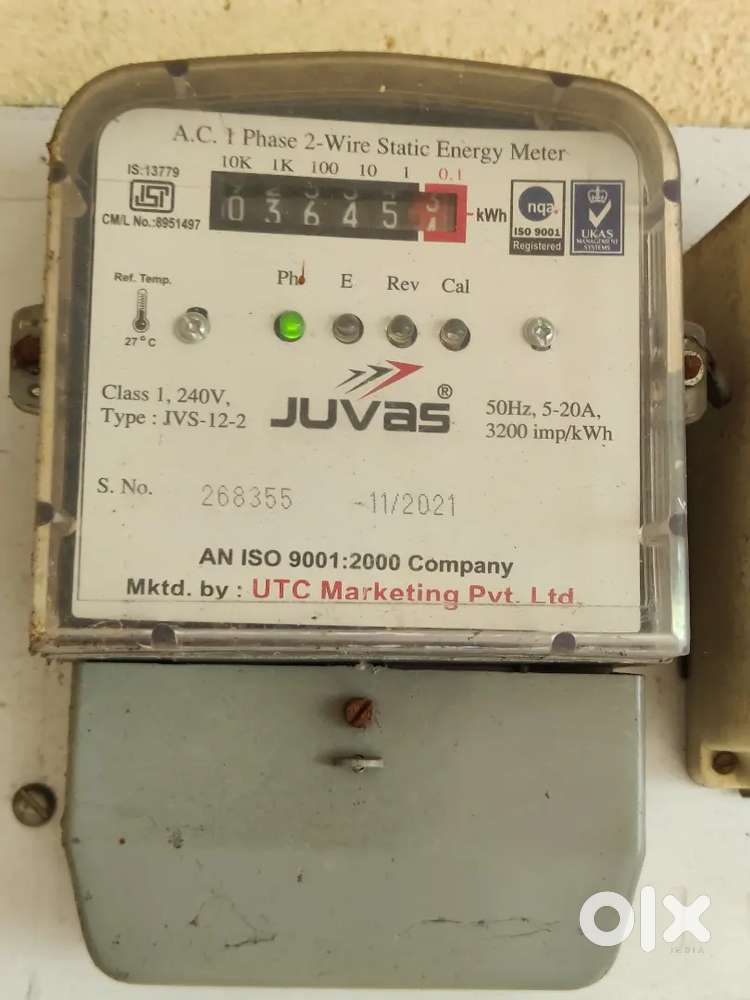 A.C. 1 Phase 2-Wire Static Energy Meter
10K 1K 100 10 1 0.1
IS:13779
ISI
CM/L No.:8951497
0 3 6 4 5
kWh
nqa.
ISO 9001
Registered
UKAS
MANAGEMENT
SYSTEMS
Ref. Temp.
27°C
Ph. E Rev Cal
Class 1, 240V,
Type : JVS-12-2
JUVAS®
50Hz, 5-20A,
3200 imp/kWh
S. No. 268355 -11/2021
AN ISO 9001:2000 Company
Mktd. by : UTC Marketing Pvt. Ltd.
olx
INDIA